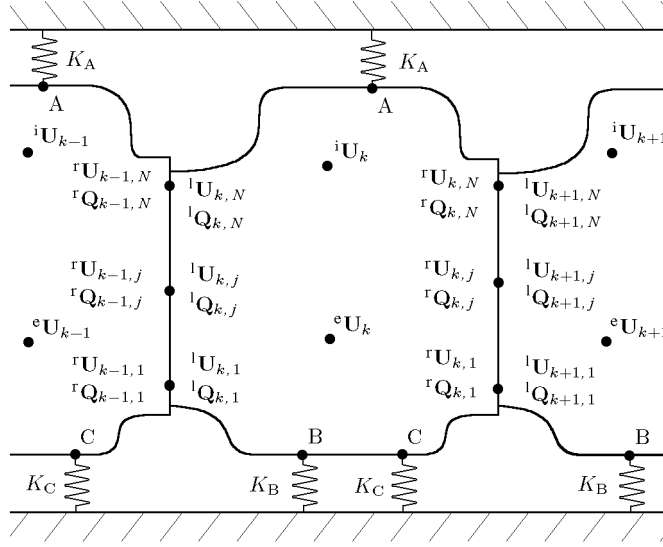 K_A K_A
A A
ⁱU_{k−1} ⁱU_k ⁱU_{k+1}
ʳU_{k−1, N} ˡU_{k, N} ʳU_{k, N} ˡU_{k+1, N}
ʳQ_{k−1, N} ˡQ_{k, N} ʳQ_{k, N} ˡQ_{k+1, N}
ʳU_{k−1, j} ˡU_{k, j} ʳU_{k, j} ˡU_{k+1, j}
ʳQ_{k−1, j} ˡQ_{k, j} ʳQ_{k, j} ˡQ_{k+1, j}
ᵉU_{k−1} ᵉU_k ᵉU_{k+1}
ʳU_{k−1, 1} ˡU_{k, 1} ʳU_{k, 1} ˡU_{k+1, 1}
ʳQ_{k−1, 1} ˡQ_{k, 1} ʳQ_{k, 1} ˡQ_{k+1, 1}
C B C B
K_C K_B K_C K_B